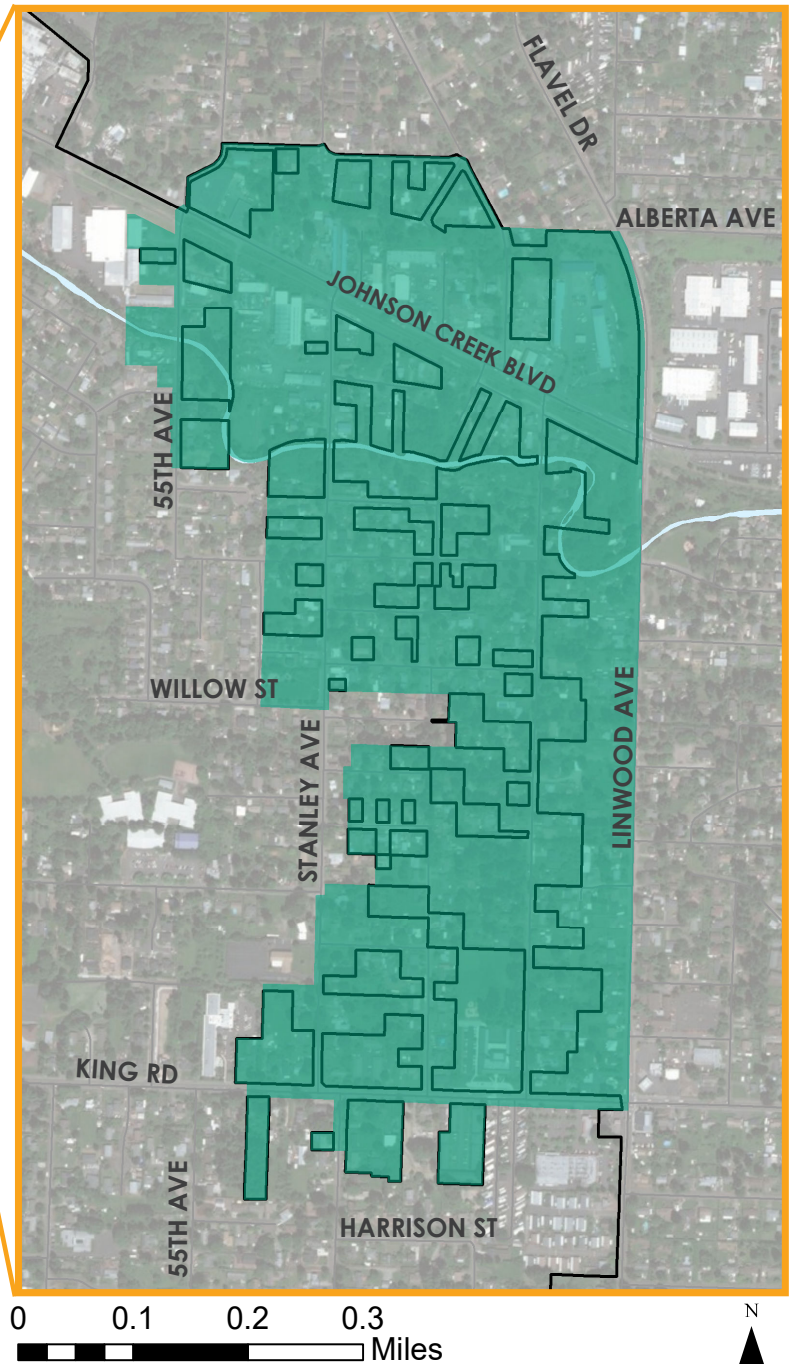 FLAVEL DR
ALBERTA AVE
JOHNSON CREEK BLVD
55TH AVE
WILLOW ST
STANLEY AVE
LINWOOD AVE
KING RD
55TH AVE
HARRISON ST
0 0.1 0.2 0.3
Miles
N